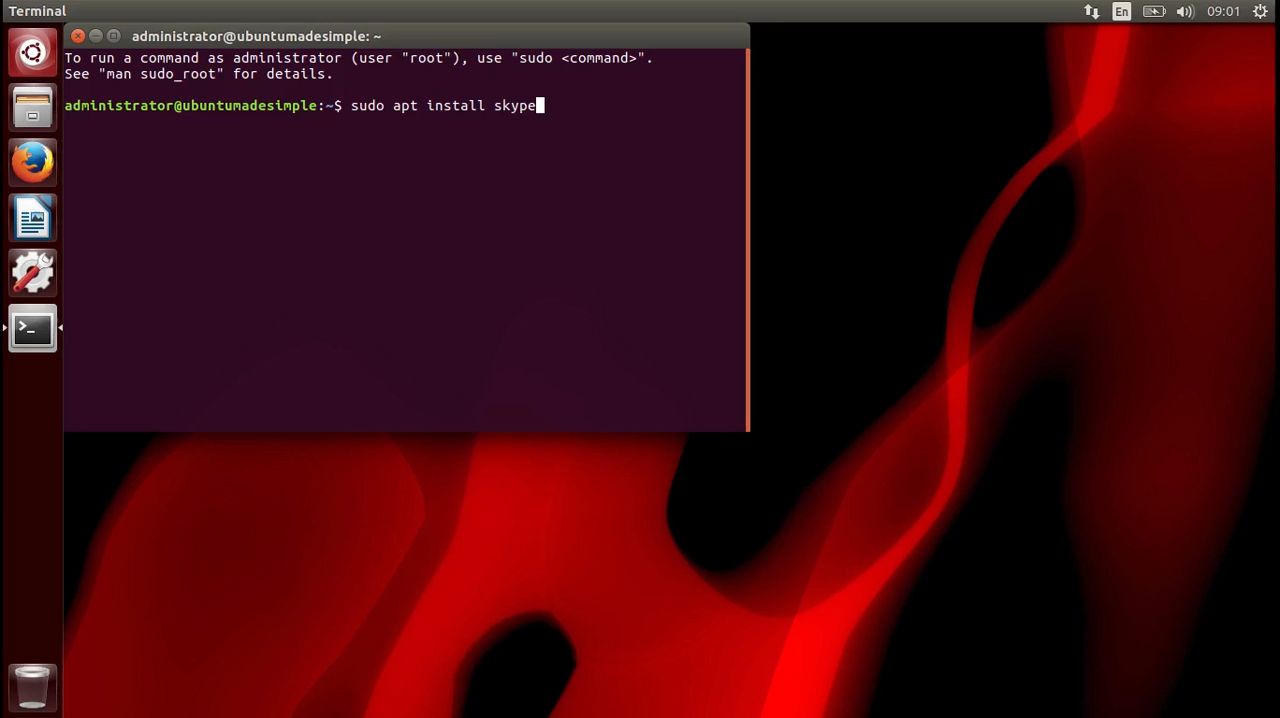 Terminal
En
09:01
administrator@ubuntumadesimple: ~
To run a command as administrator (user "root"), use "sudo <command>".
See "man sudo_root" for details.
administrator@ubuntumadesimple:~$ sudo apt install skype
>_